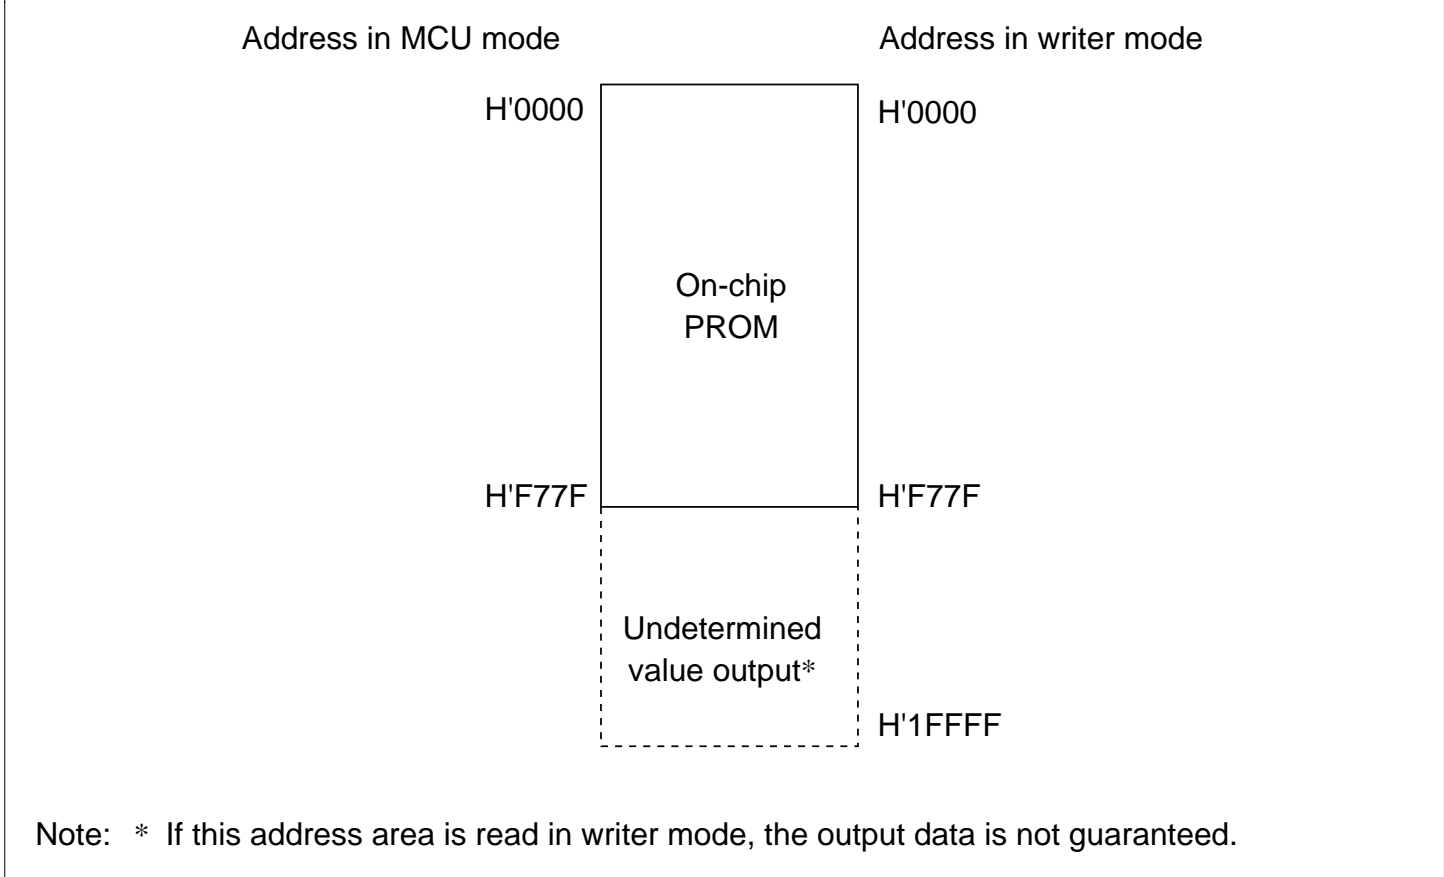 Address in MCU mode
Address in writer mode
H'0000
H'0000
On-chip
PROM
H'F77F
H'F77F
Undetermined
value output*
H'1FFFF
Note: * If this address area is read in writer mode, the output data is not guaranteed.